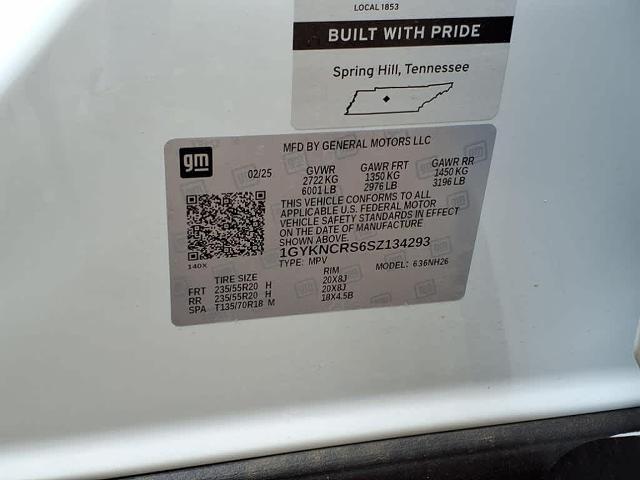 LOCAL 1853
BUILT WITH PRIDE
Spring Hill, Tennessee
gm
MFD BY GENERAL MOTORS LLC
02/25 GVWR GAWR FRT GAWR RR
2722 KG 1350 KG 1450 KG
6001 LB 2976 LB 3196 LB
THIS VEHICLE CONFORMS TO ALL
APPLICABLE U.S. FEDERAL MOTOR
VEHICLE SAFETY STANDARDS IN EFFECT
ON THE DATE OF MANUFACTURE
SHOWN ABOVE.
1GYKNCRS6SZ134293
140X
TYPE: MPV MODEL: 636NH26
TIRE SIZE RIM
FRT 235/55R20 H 20X8J
RR 235/55R20 H 20X8J
SPA T135/70R18 M 18X4.5B